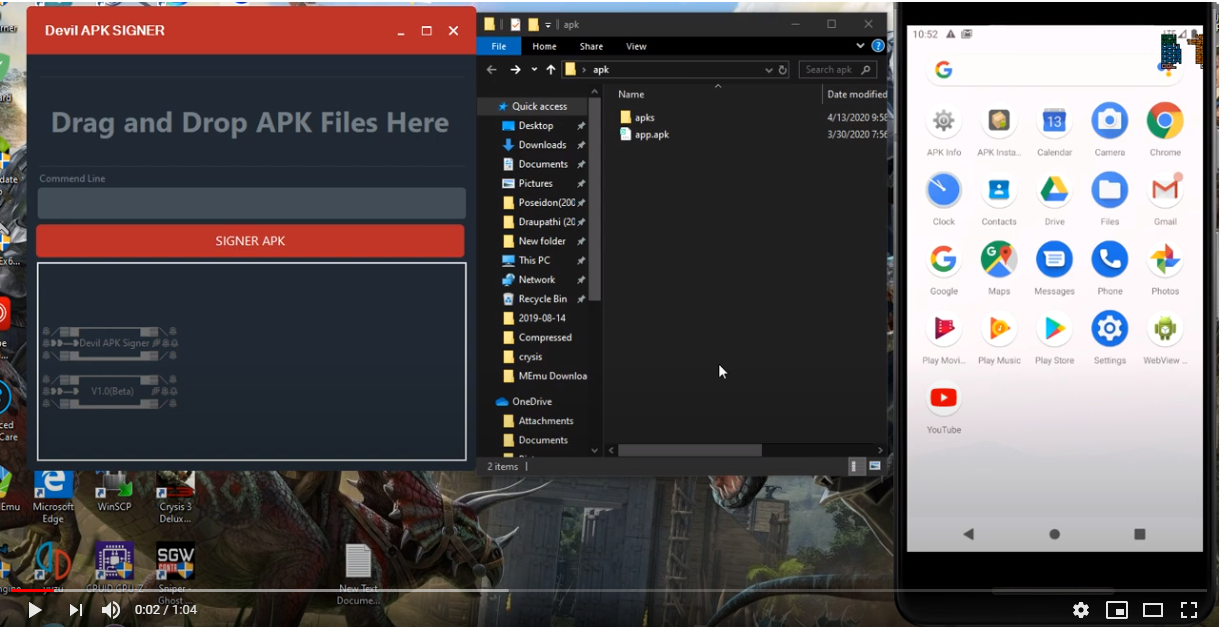 Devil APK SIGNER
Drag and Drop APK Files Here
Commend Line
SIGNER APK
Devil APK Signer
V1.0(Beta)
apk
File Home Share View
apk
Search apk
Name Date modified
Quick access
Desktop
Downloads
Documents
Pictures
Poseidon(200
Draupathi (20
New folder
This PC
Network
Recycle Bin
2019-08-14
Compressed
crysis
MEmu Downloa
OneDrive
Attachments
Documents
apks 4/13/2020 9:58
app.apk 3/30/2020 7:56
2 items
10:52
APK Info APK Insta... Calendar Camera Chrome
13
Clock Contacts Drive Files Gmail
Google Maps Messages Phone Photos
Play Movi... Play Music Play Store Settings WebView ...
YouTube
Microsoft
Edge
WinSCP
Crysis 3
Delux...
yuzu
CPUID CPU-Z
SGW
Sniper
Ghost...
New Text
Docume...
0:02 / 1:04